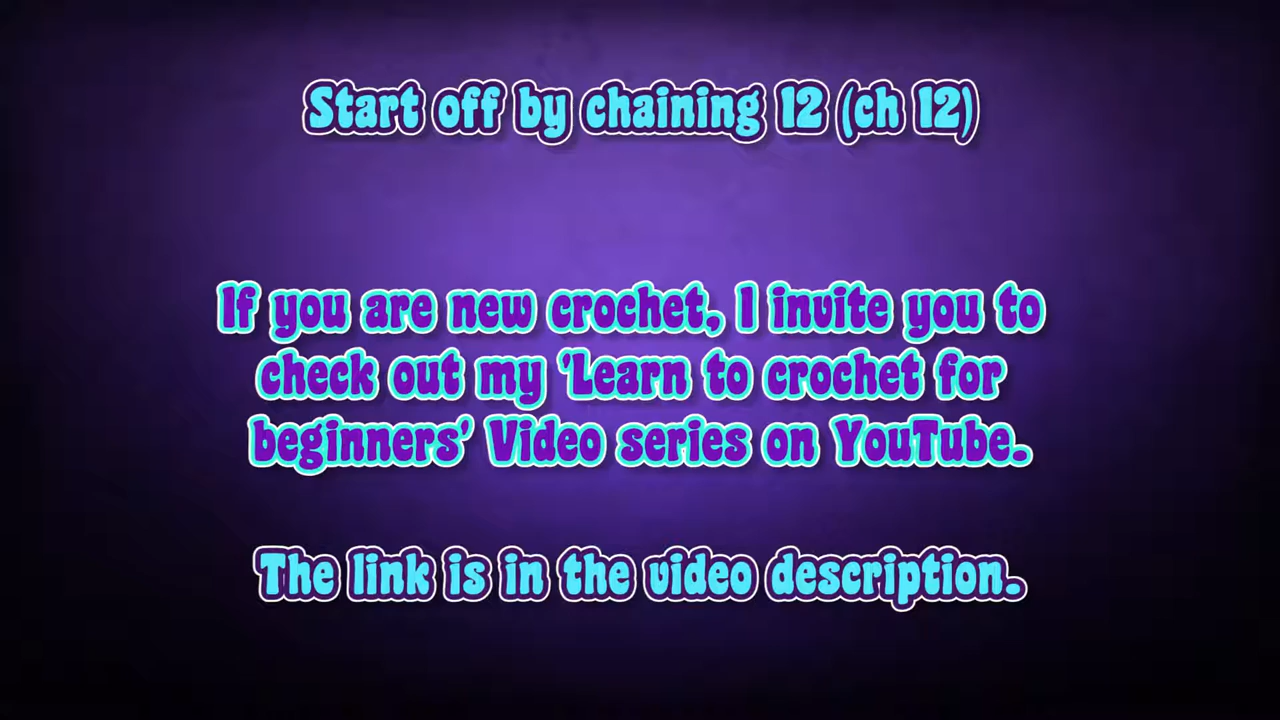 Start off by chaining 12 (ch 12)
If you are new crochet, I invite you to
check out my 'Learn to crochet for
beginners' Video series on YouTube.
The link is in the video description.